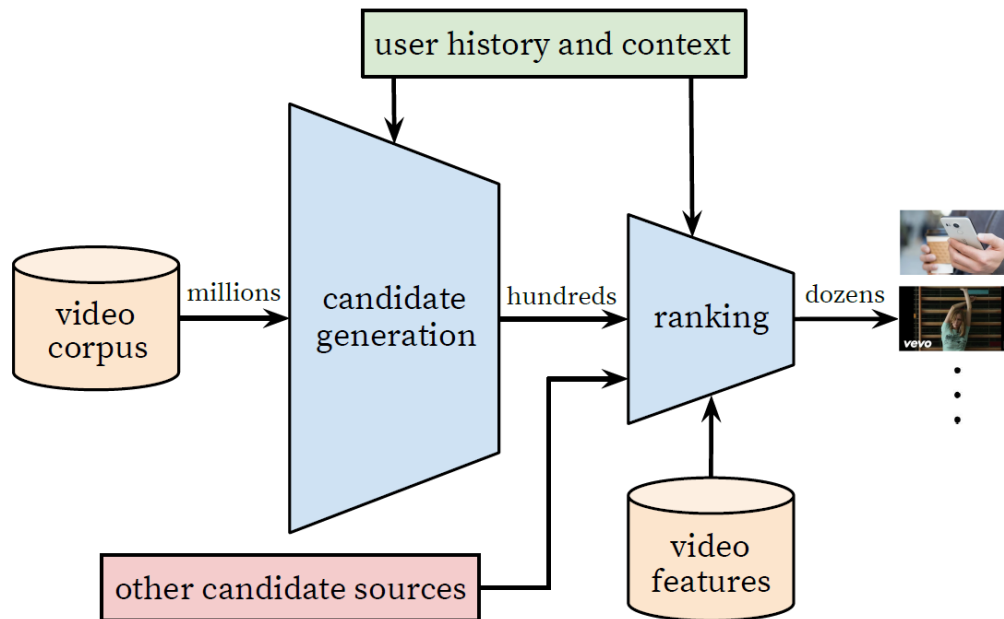 user history and context
video
corpus
millions
candidate
generation
hundreds
ranking
dozens
vevo
other candidate sources
video
features